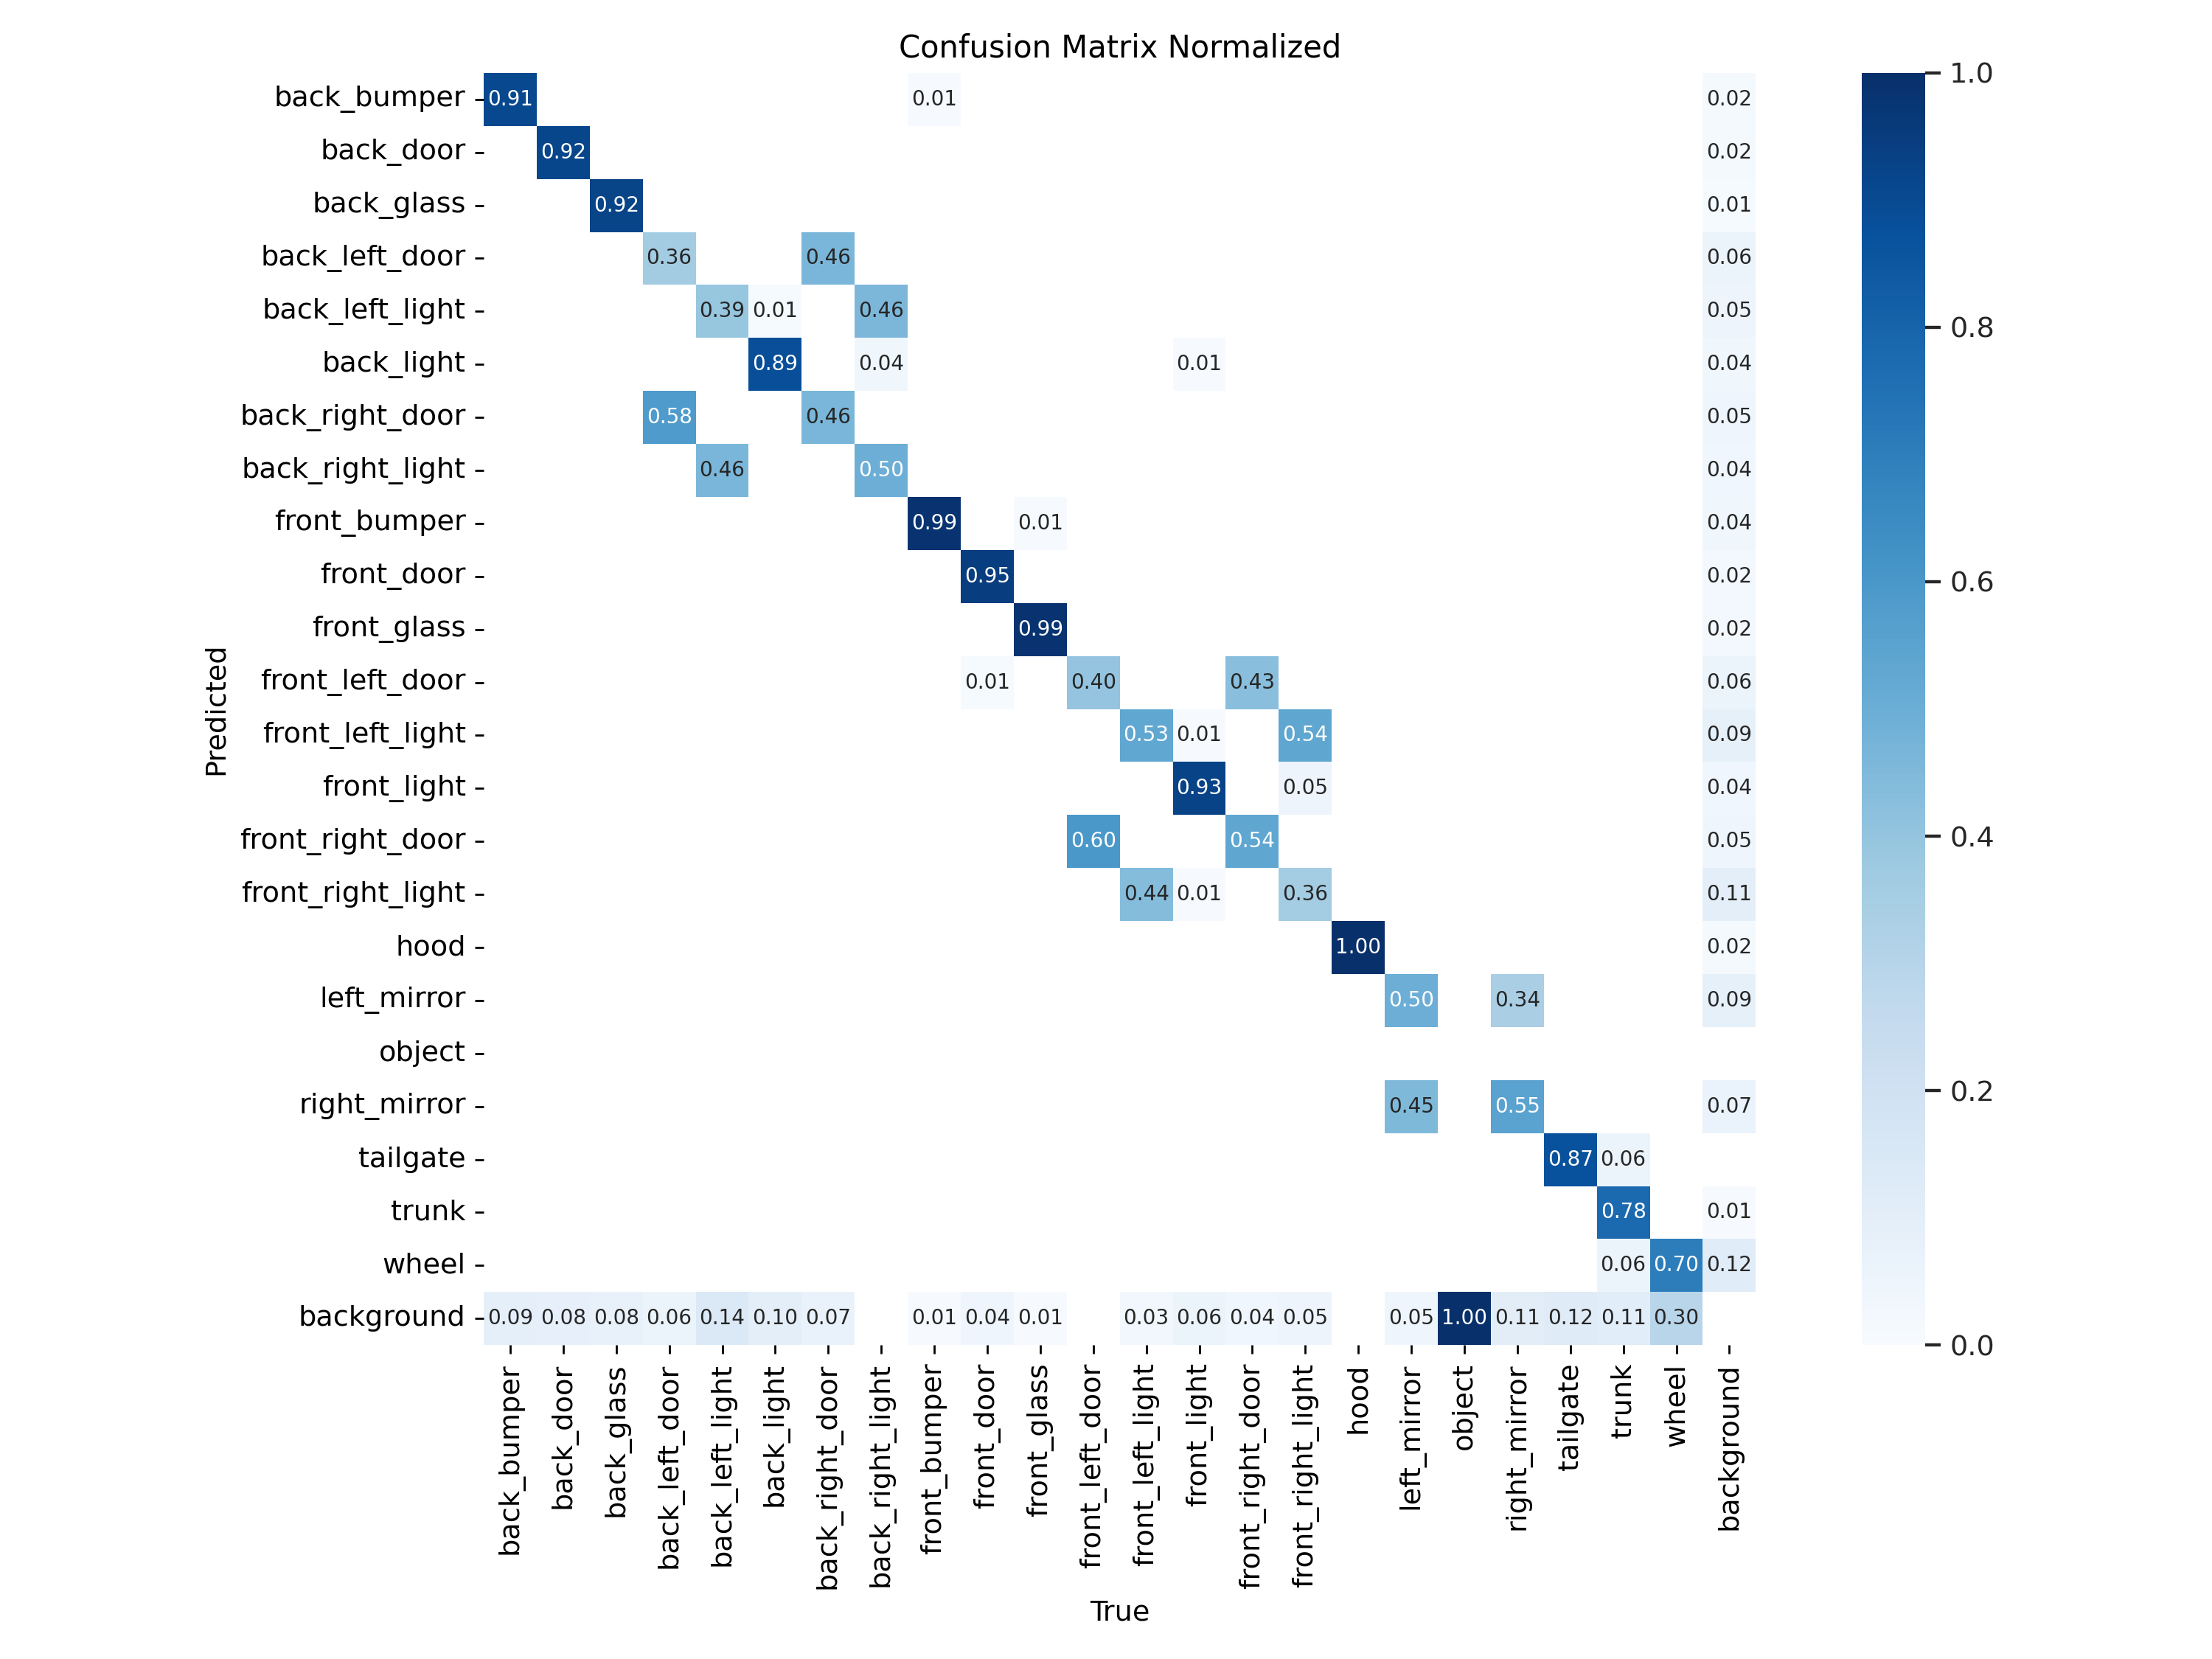 Confusion Matrix Normalized
back_bumper 0.91 0.01 0.02
back_door 0.92 0.02
back_glass 0.92 0.01
back_left_door 0.36 0.46 0.06
back_left_light 0.39 0.01 0.46 0.05
back_light 0.89 0.04 0.01 0.04
back_right_door 0.58 0.46 0.05
back_right_light 0.46 0.50 0.04
front_bumper 0.99 0.01 0.04
front_door 0.95 0.02
front_glass 0.99 0.02
front_left_door 0.01 0.40 0.43 0.06
front_left_light 0.53 0.01 0.54 0.09
front_light 0.93 0.05 0.04
front_right_door 0.60 0.54 0.05
front_right_light 0.44 0.01 0.36 0.11
hood 1.00 0.02
left_mirror 0.50 0.34 0.09
object
right_mirror 0.45 0.55 0.07
tailgate 0.87 0.06
trunk 0.78 0.01
wheel 0.06 0.70 0.12
background 0.09 0.08 0.08 0.06 0.14 0.10 0.07 0.01 0.04 0.01 0.03 0.06 0.04 0.05 0.05 1.00 0.11 0.12 0.11 0.30
Predicted
back_bumper
back_door
back_glass
back_left_door
back_left_light
back_light
back_right_door
back_right_light
front_bumper
front_door
front_glass
front_left_door
front_left_light
front_light
front_right_door
front_right_light
hood
left_mirror
object
right_mirror
tailgate
trunk
wheel
background
True
1.0
0.8
0.6
0.4
0.2
0.0